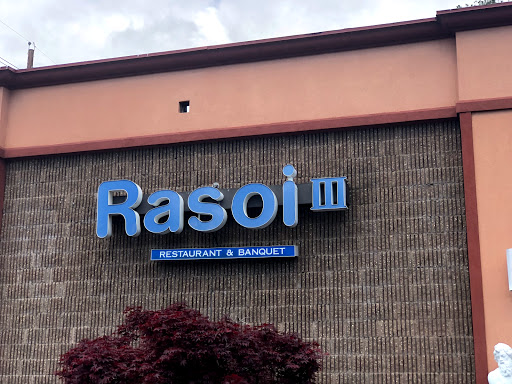 Rasoi III
RESTAURANT & BANQUET